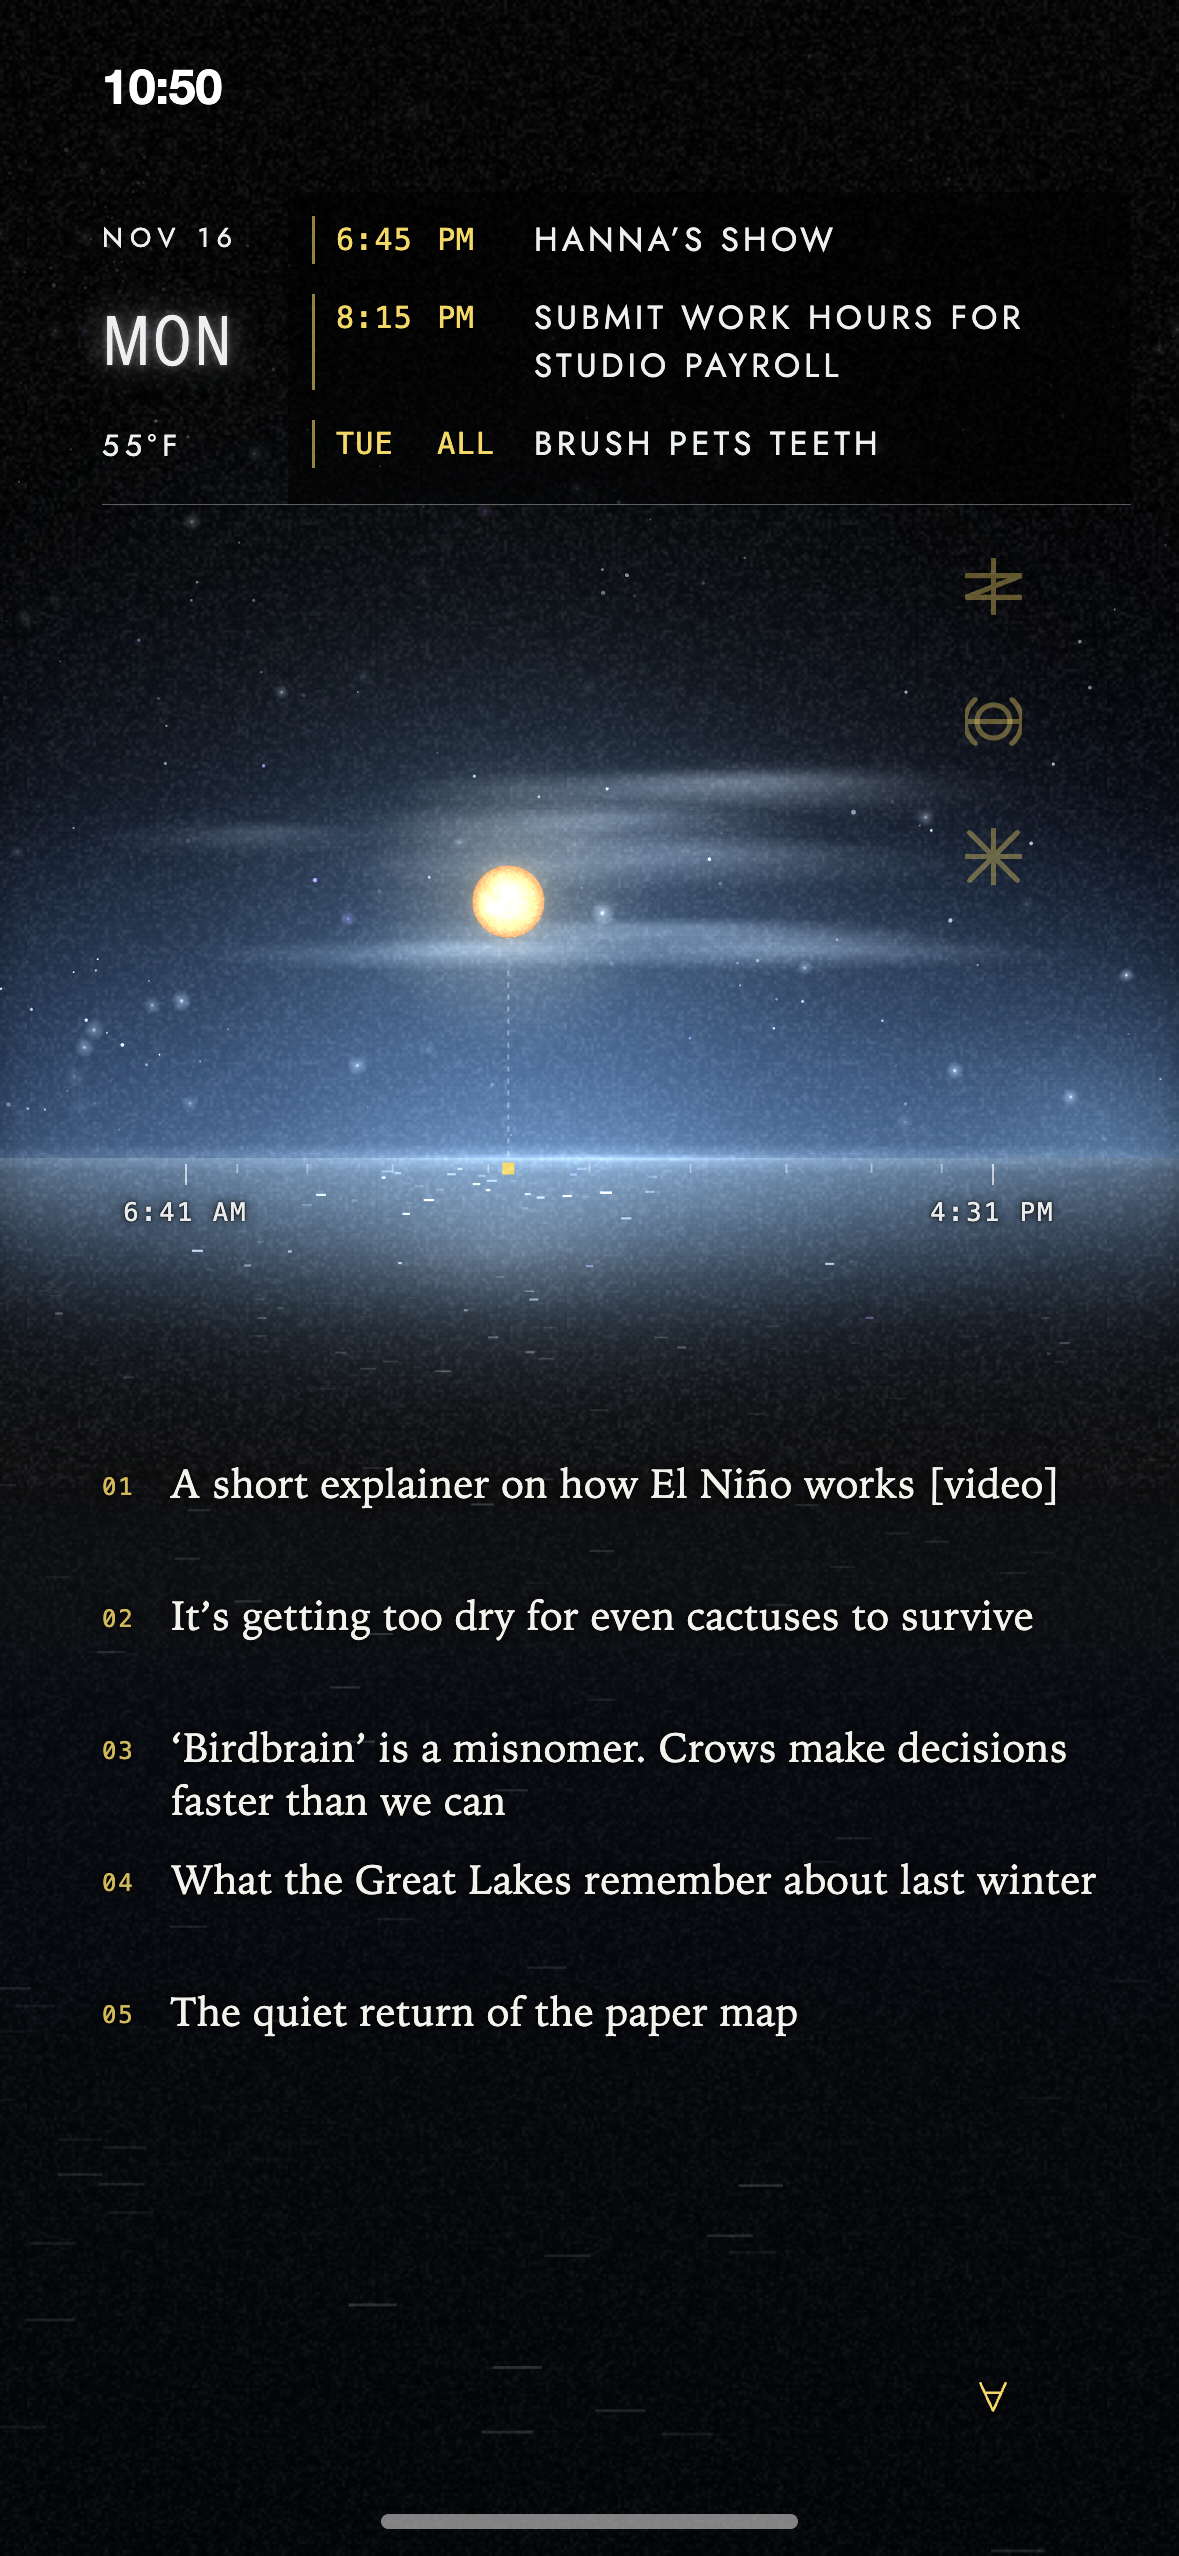 10:50
NOV 16
MON
55°F
6:45 PM HANNA’S SHOW
8:15 PM SUBMIT WORK HOURS FOR
STUDIO PAYROLL
TUE ALL BRUSH PETS TEETH
6:41 AM
4:31 PM
01 A short explainer on how El Niño works [video]
02 It’s getting too dry for even cactuses to survive
03 ‘Birdbrain’ is a misnomer. Crows make decisions
faster than we can
04 What the Great Lakes remember about last winter
05 The quiet return of the paper map
∀